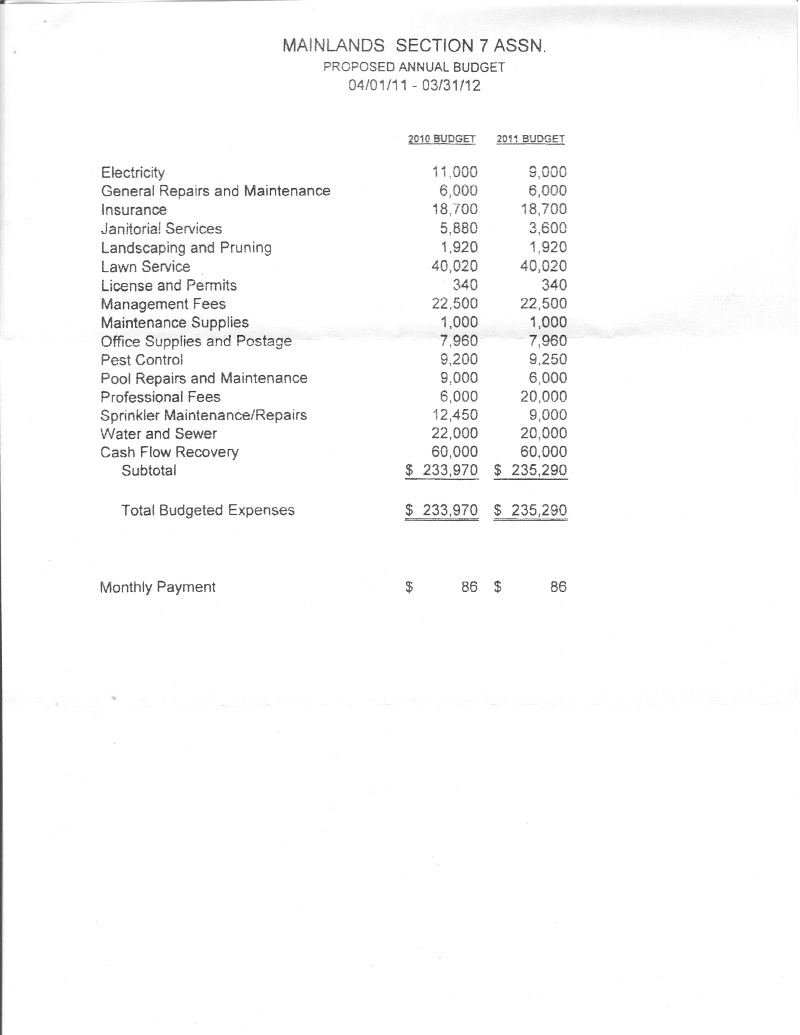 MAINLANDS SECTION 7 ASSN.
PROPOSED ANNUAL BUDGET
04/01/11 - 03/31/12
2010 BUDGET 2011 BUDGET
Electricity 11,000 9,000
General Repairs and Maintenance 6,000 6,000
Insurance 18,700 18,700
Janitorial Services 5,880 3,600
Landscaping and Pruning 1,920 1,920
Lawn Service 40,020 40,020
License and Permits 340 340
Management Fees 22,500 22,500
Maintenance Supplies 1,000 1,000
Office Supplies and Postage 7,960 7,960
Pest Control 9,200 9,250
Pool Repairs and Maintenance 9,000 6,000
Professional Fees 6,000 20,000
Sprinkler Maintenance/Repairs 12,450 9,000
Water and Sewer 22,000 20,000
Cash Flow Recovery 60,000 60,000
Subtotal $ 233,970 $ 235,290
Total Budgeted Expenses $ 233,970 $ 235,290
Monthly Payment $ 86 $ 86